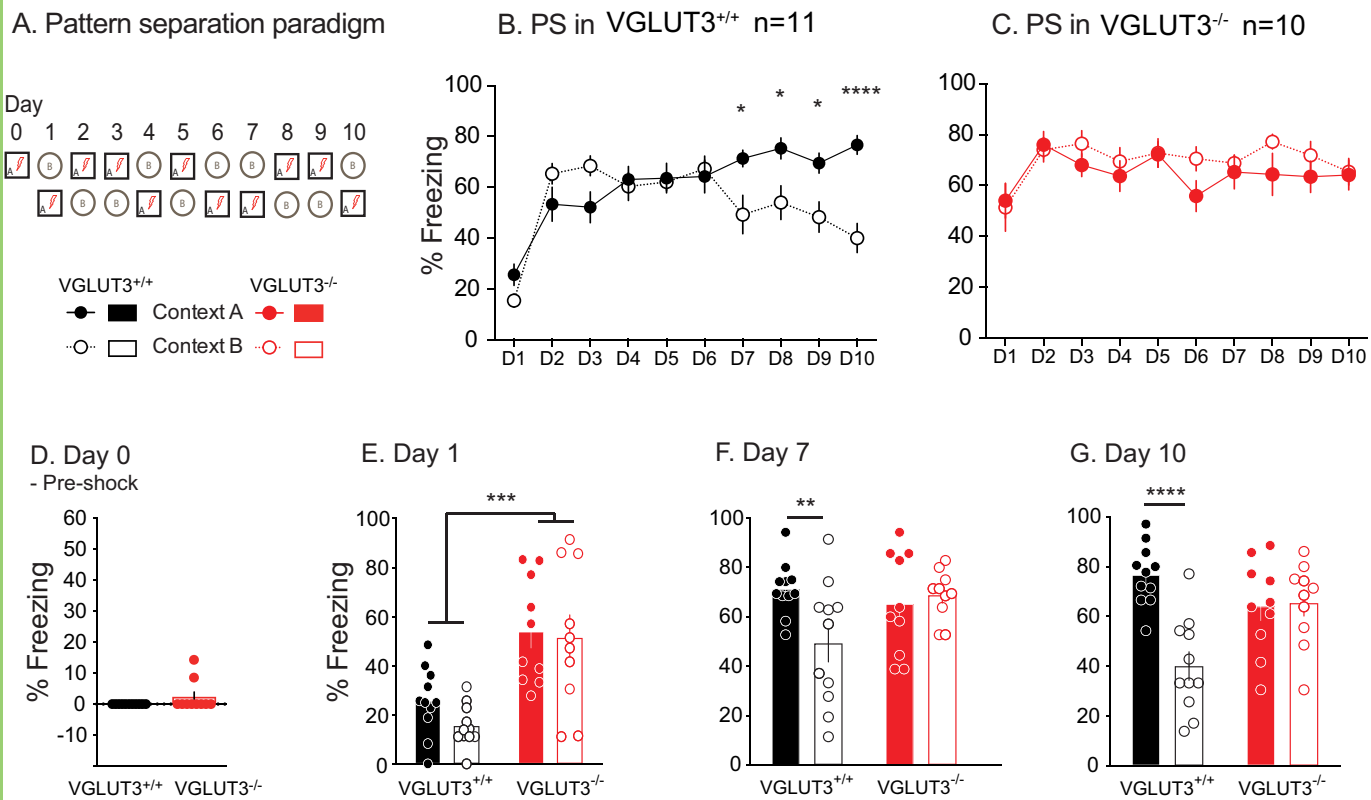 A. Pattern separation paradigm
Day
0 1 2 3 4 5 6 7 8 9 10
A B A A B A B B A A B
A B B A B A A B B A
VGLUT3+/+ VGLUT3-/-
Context A
Context B
B. PS in VGLUT3+/+ n=11
% Freezing
100
80
60
40
20
0
* * * ****
D1 D2 D3 D4 D5 D6 D7 D8 D9 D10
C. PS in VGLUT3-/- n=10
100
80
60
40
20
0
D1 D2 D3 D4 D5 D6 D7 D8 D9 D10
D. Day 0
- Pre-shock
% Freezing
60
50
40
30
20
10
0
-10
VGLUT3+/+ VGLUT3-/-
E. Day 1
% Freezing
***
100
80
60
40
20
0
VGLUT3+/+ VGLUT3-/-
F. Day 7
**
100
80
60
40
20
0
VGLUT3+/+ VGLUT3-/-
G. Day 10
****
100
80
60
40
20
0
VGLUT3+/+ VGLUT3-/-